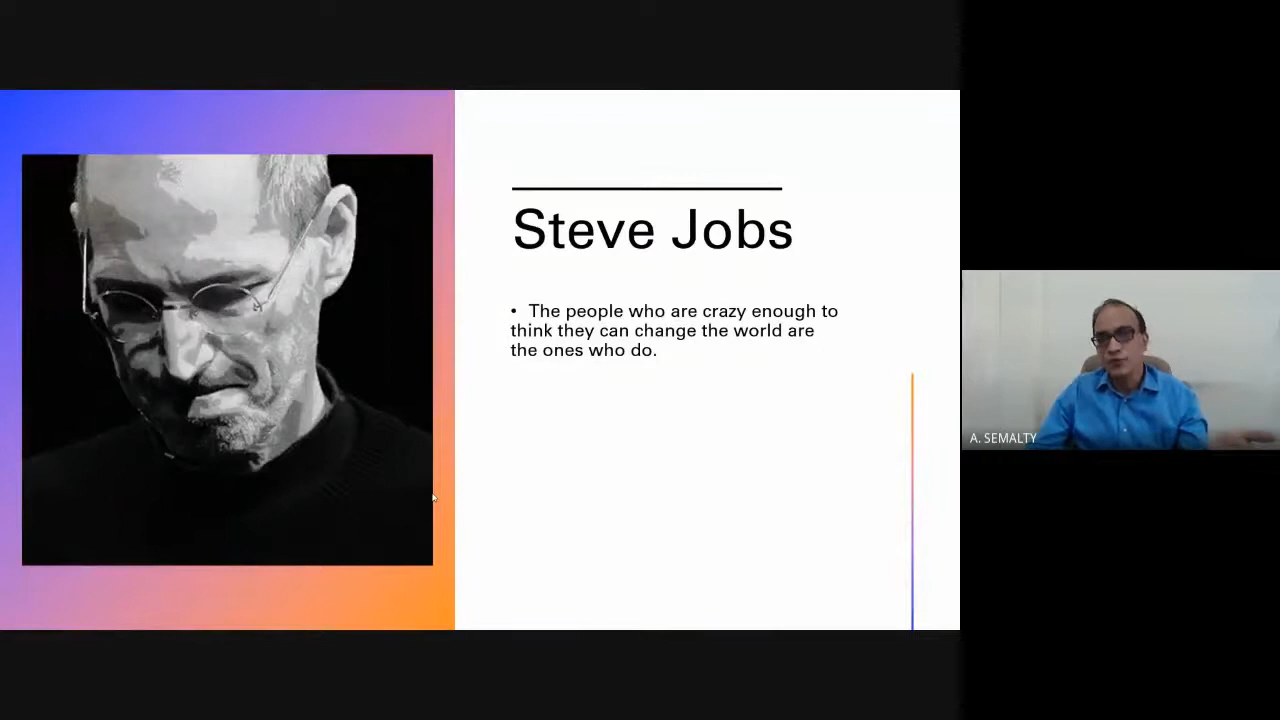 Steve Jobs
• The people who are crazy enough to
think they can change the world are
the ones who do.
A. SEMALTY